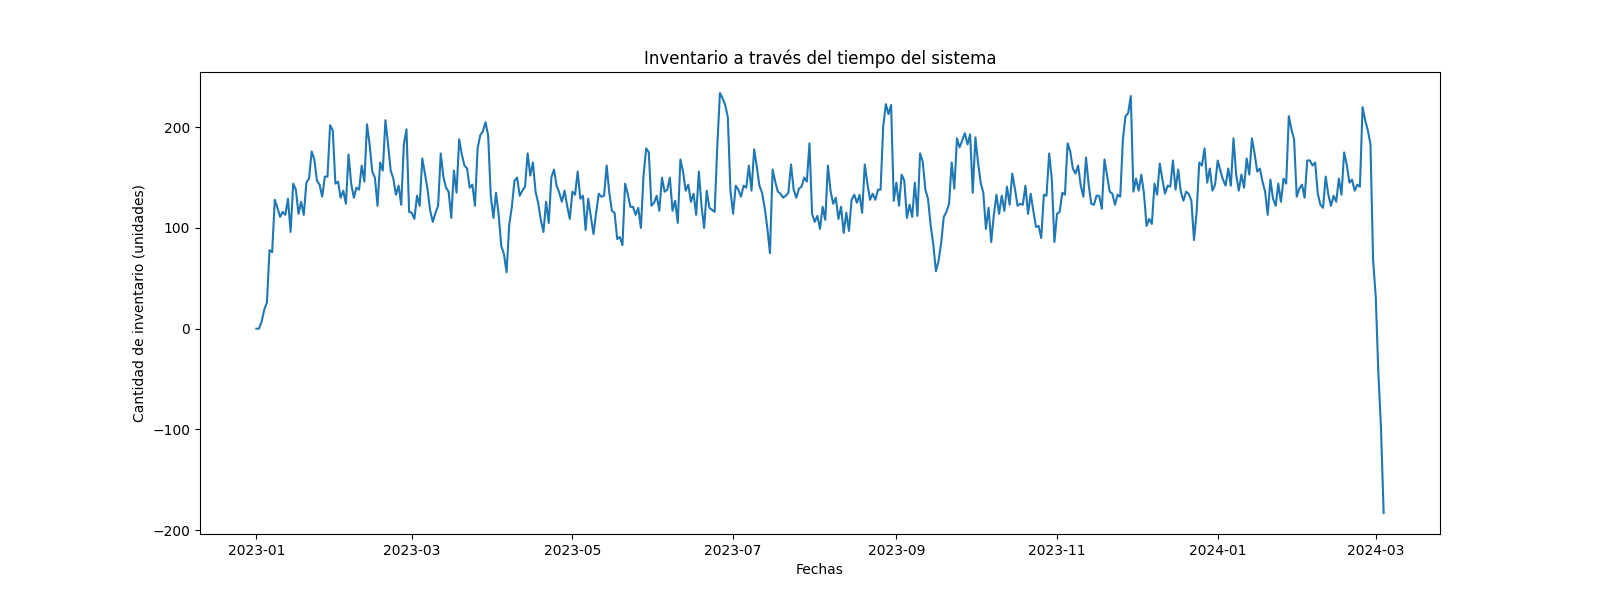 Inventario a través del tiempo del sistema
Cantidad de inventario (unidades)
200
100
0
−100
−200
2023-01 2023-03 2023-05 2023-07 2023-09 2023-11 2024-01 2024-03
Fechas